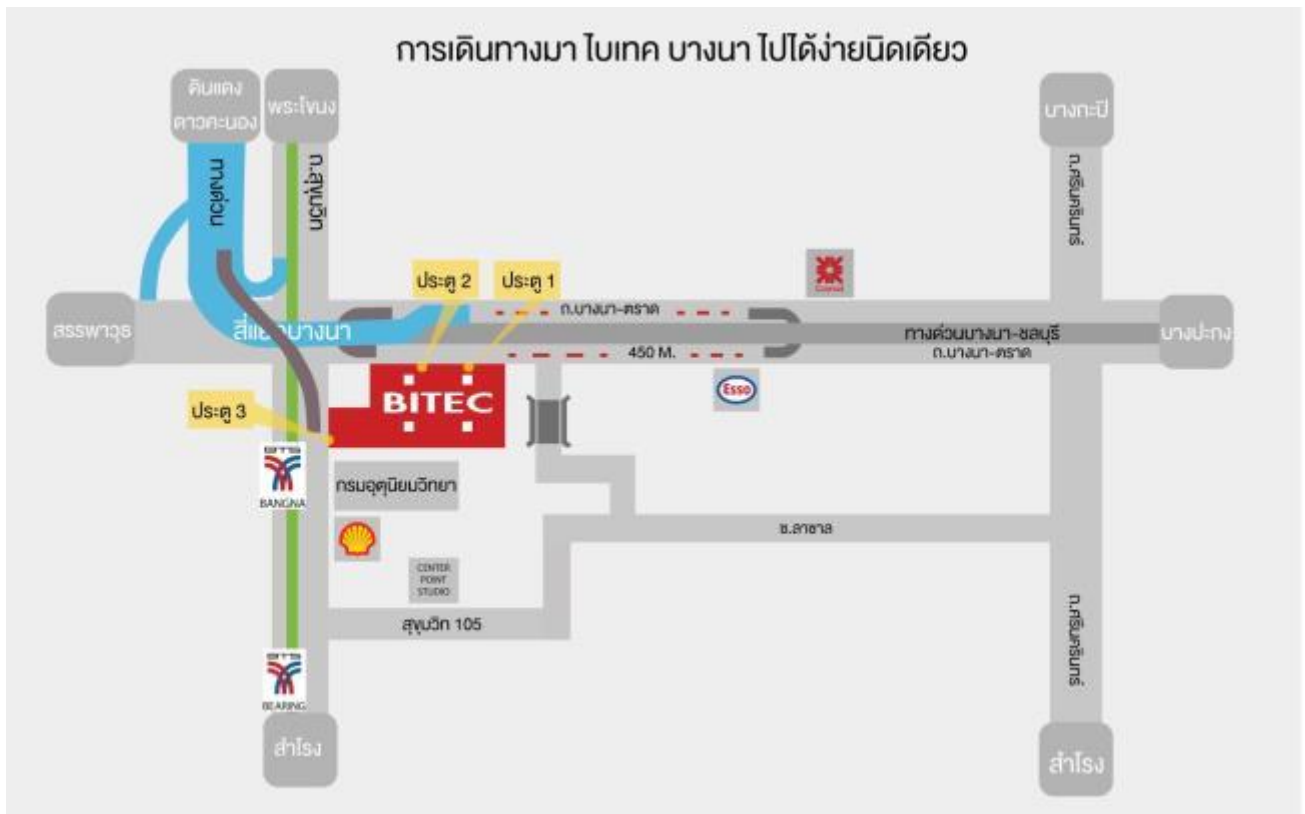 การเดินทางมา ไบเทค บางนา ไปได้ง่ายนิดเดียว
ดินแดง
ดาวคะนอง
พระโขนง
บางกะปิ
ทางด่วน
ถ.สุขุมวิท
ถ.ศรีนครินทร์
ประตู 2
ประตู 1
Central
ถ.บางนา-ตราด
สรรพาวุธ
สี่แยกบางนา
ทางด่วนบางนา-ชลบุรี
บางปะกง
450 M.
ถ.บางนา-ตราด
Esso
BITEC
ประตู 3
BTS
BANGNA
กรมอุตุนิยมวิทยา
ซ.ลาซาล
CENTER
POINT
STUDIO
สุขุมวิท 105
ถ.ศรีนครินทร์
BTS
BEARING
สำโรง
สำโรง